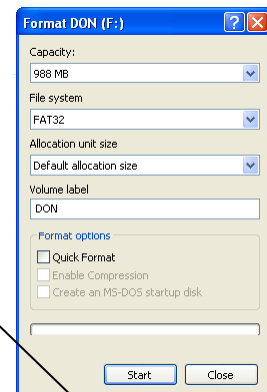 Format DON (F:)
Capacity:
988 MB
File system
FAT32
Allocation unit size
Default allocation size
Volume label
DON
Format options
Quick Format
Enable Compression
Create an MS-DOS startup disk
Start
Close